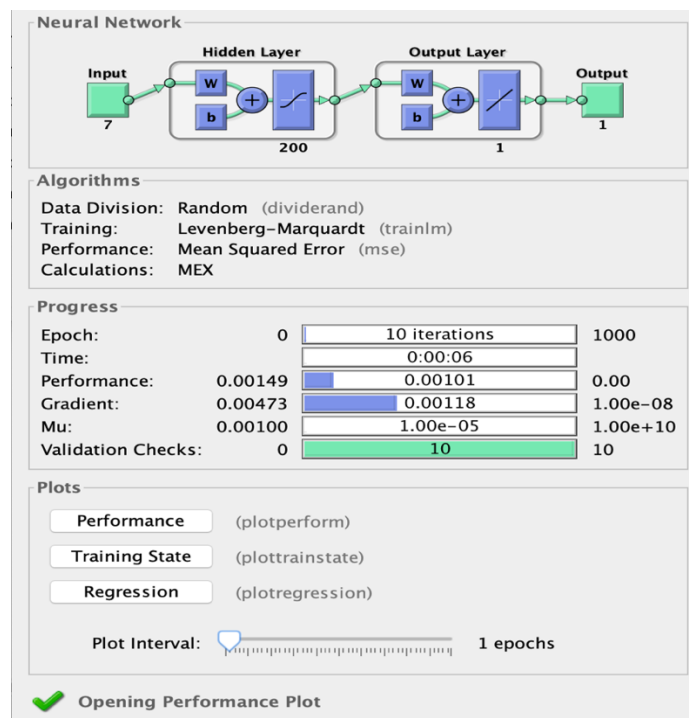 Neural Network
Hidden Layer Output Layer
Input Output
W W
b b
+ +
7 200 1 1
Algorithms
Data Division: Random (dividerand)
Training: Levenberg-Marquardt (trainlm)
Performance: Mean Squared Error (mse)
Calculations: MEX
Progress
Epoch: 0 10 iterations 1000
Time: 0:00:06
Performance: 0.00149 0.00101 0.00
Gradient: 0.00473 0.00118 1.00e-08
Mu: 0.00100 1.00e-05 1.00e+10
Validation Checks: 0 10 10
Plots
Performance (plotperform)
Training State (plottrainstate)
Regression (plotregression)
Plot Interval: 1 epochs
Opening Performance Plot